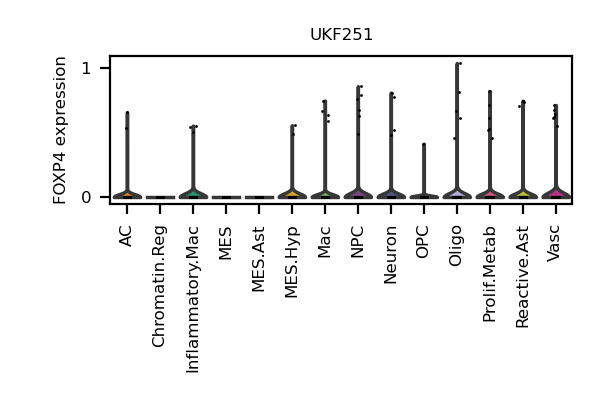 UKF251
FOXP4 expression
1
0
AC
Chromatin.Reg
Inflammatory.Mac
MES
MES.Ast
MES.Hyp
Mac
NPC
Neuron
OPC
Oligo
Prolif.Metab
Reactive.Ast
Vasc